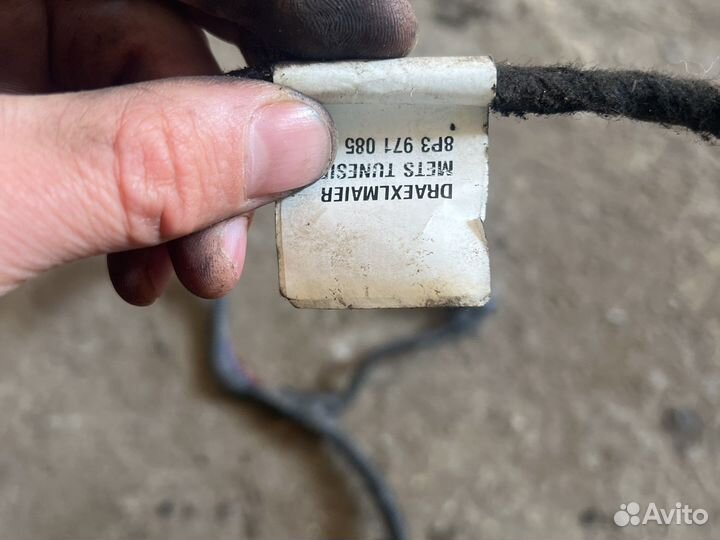 DRAEXLMAIER
METS TUNESIE
8P3 971 085
Avito